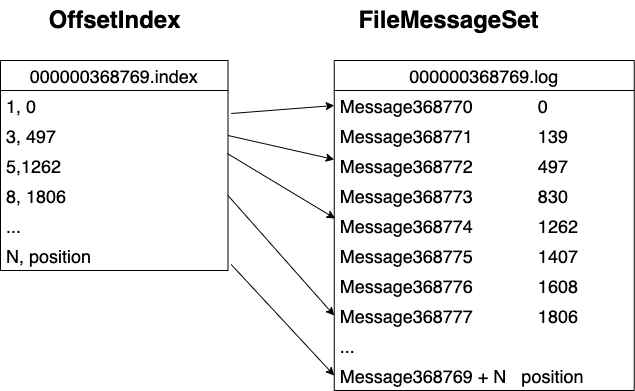 OffsetIndex
000000368769.index
1, 0
3, 497
5,1262
8, 1806
...
N, position
FileMessageSet
000000368769.log
Message368770 0
Message368771 139
Message368772 497
Message368773 830
Message368774 1262
Message368775 1407
Message368776 1608
Message368777 1806
...
Message368769 + N position